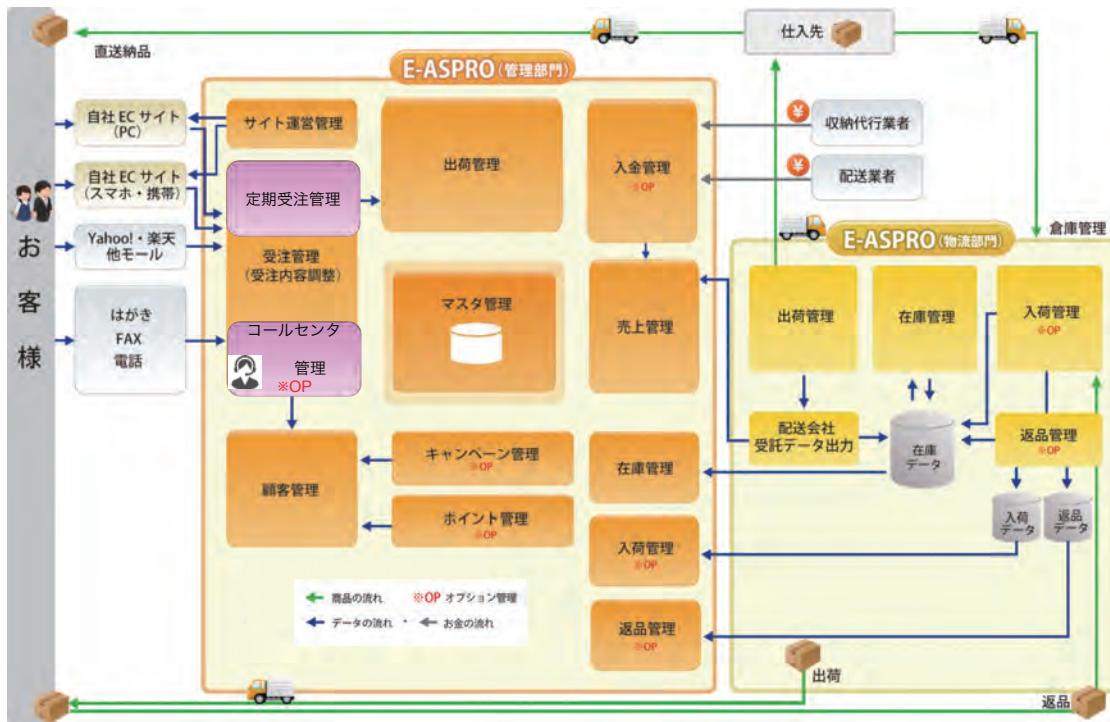 仕入先
直送納品
E-ASPRO(管理部門)
自社ECサイト
(PC)
サイト運営管理
出荷管理
入金管理
※OP
¥
収納代行業者
¥
配送業者
自社ECサイト
(スマホ・携帯)
定期受注管理
お客様
Yahoo!・楽天
他モール
受注管理
(受注内容調整)
E-ASPRO(物流部門)
倉庫管理
はがき
FAX
電話
マスタ管理
売上管理
出荷管理
在庫管理
入荷管理
※OP
コールセンタ
管理
※OP
配送会社
受託データ出力
在庫
データ
返品管理
※OP
顧客管理
キャンペーン管理
※OP
在庫管理
ポイント管理
※OP
入荷
データ
返品
データ
入荷管理
※OP
商品の流れ
※OP オプション管理
データの流れ ・ お金の流れ
返品管理
※OP
出荷
返品